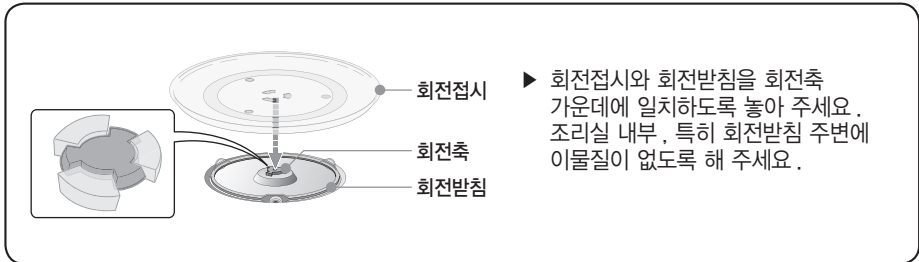 회전접시
회전축
회전받침
▶ 회전접시와 회전받침을 회전축
가운데에 일치하도록 놓아 주세요.
조리실 내부, 특히 회전받침 주변에
이물질이 없도록 해 주세요.